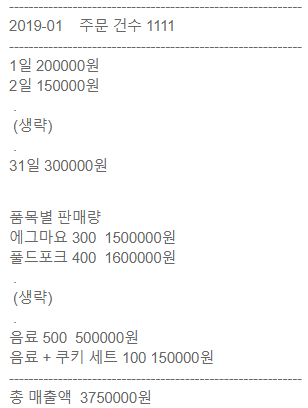 --------------------------------------------------
2019-01    주문 건수 1111
--------------------------------------------------
1일 200000원
2일 150000원
.
(생략)
.
31일 300000원
품목별 판매량
에그마요 300  1500000원
풀드포크 400  1600000원
.
(생략)
.
음료 500  500000원
음료 + 쿠키 세트 100 150000원
--------------------------------------------------
총 매출액  3750000원